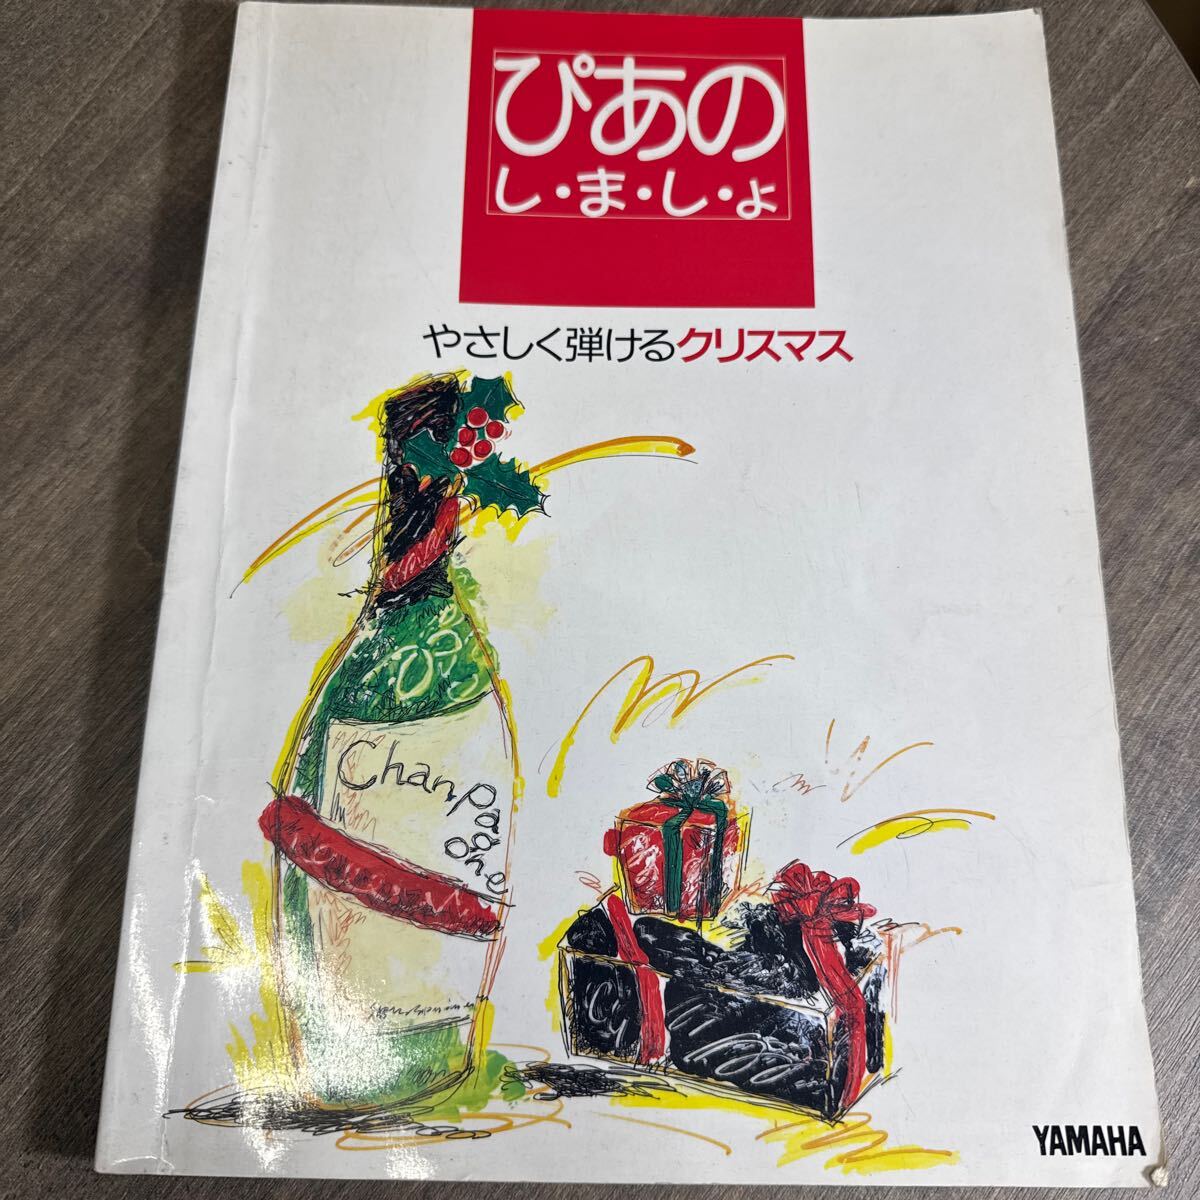 ぴあの
し・ま・し・ょ
やさしく弾けるクリスマス
Chanpagne
YAMAHA